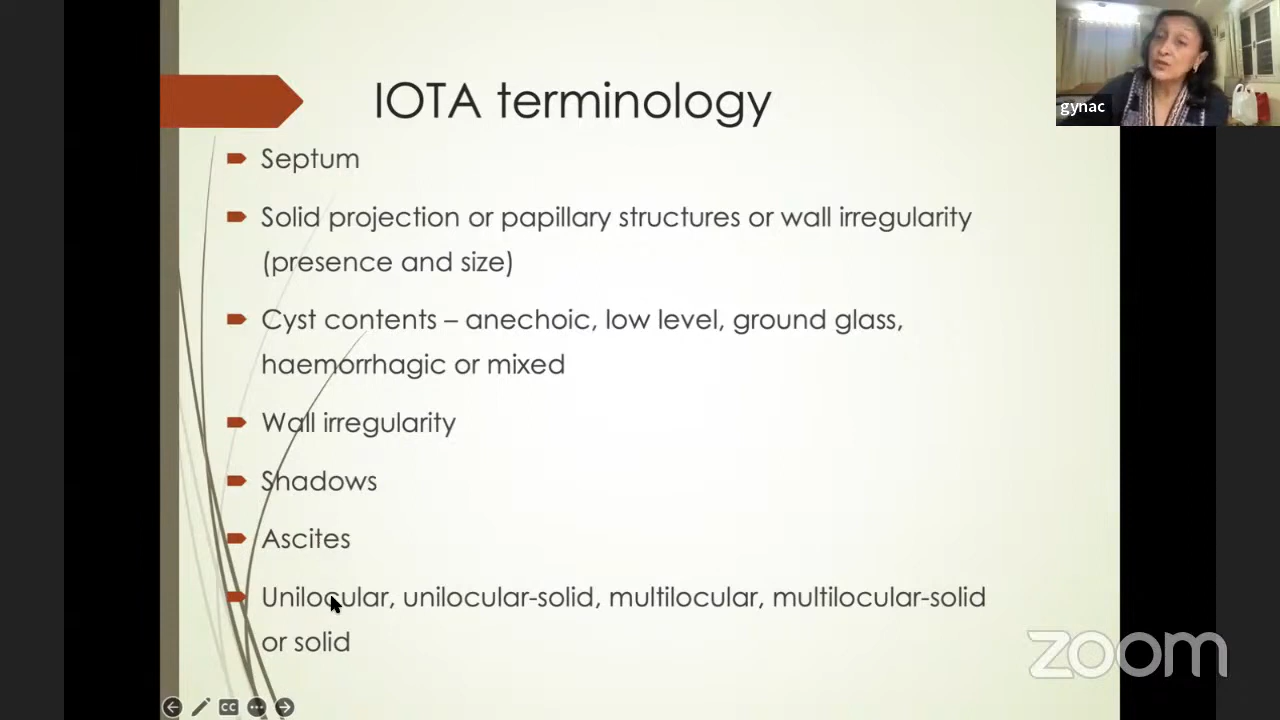 IOTA terminology
gynac
Septum
Solid projection or papillary structures or wall irregularity
(presence and size)
Cyst contents – anechoic, low level, ground glass,
haemorrhagic or mixed
Wall irregularity
Shadows
Ascites
Unilocular, unilocular-solid, multilocular, multilocular-solid
or solid
zoom
CC